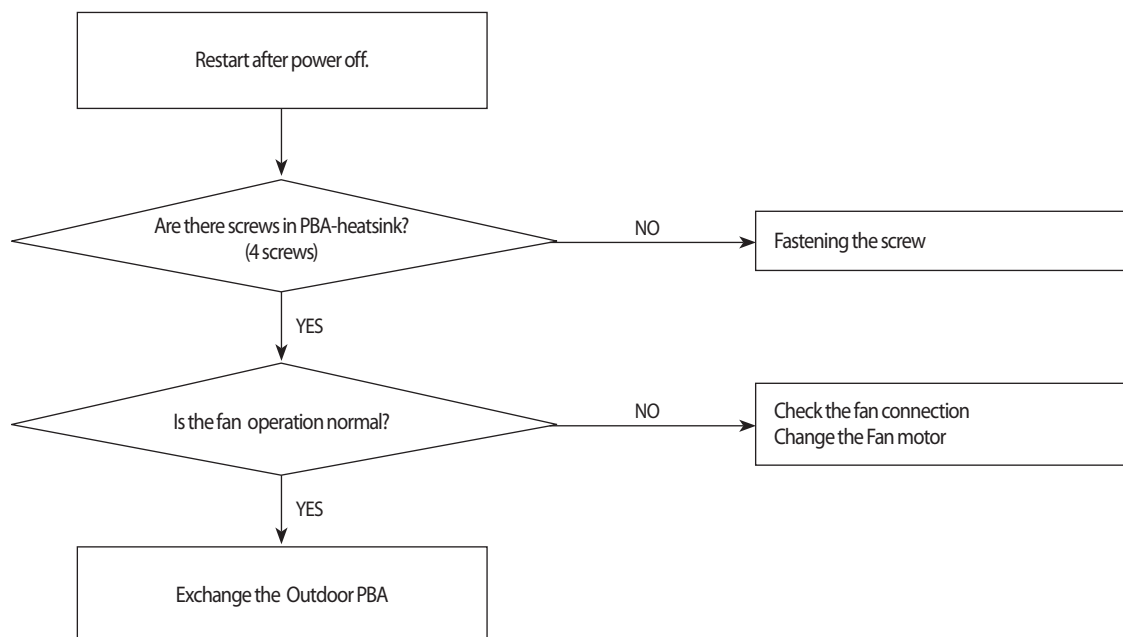 Restart after power off.
Are there screws in PBA-heatsink?
(4 screws)
NO
Fastening the screw
YES
Is the fan operation normal?
NO
Check the fan connection
Change the Fan motor
YES
Exchange the Outdoor PBA